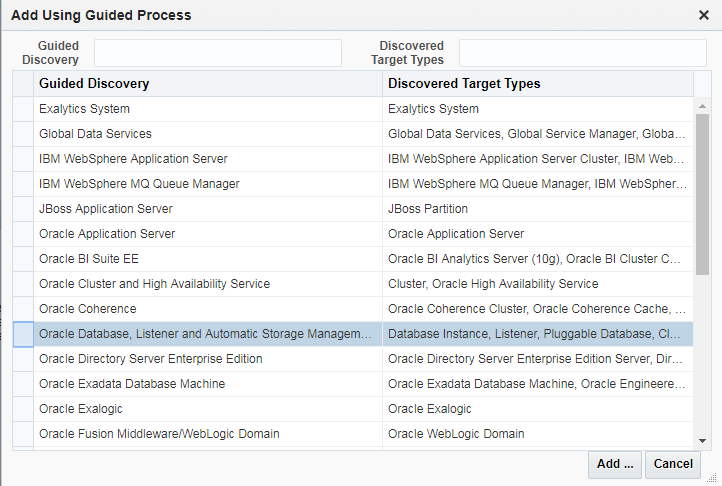 Add Using Guided Process
Guided Discovery
Discovered Target Types
Guided Discovery Discovered Target Types
Exalytics System Exalytics System
Global Data Services Global Data Services, Global Service Manager, Globa...
IBM WebSphere Application Server IBM WebSphere Application Server Cluster, IBM Web...
IBM WebSphere MQ Queue Manager IBM WebSphere MQ Queue Manager, IBM WebSpher...
JBoss Application Server JBoss Partition
Oracle Application Server Oracle Application Server
Oracle BI Suite EE Oracle BI Analytics Server (10g), Oracle BI Cluster C...
Oracle Cluster and High Availability Service Cluster, Oracle High Availability Service
Oracle Coherence Oracle Coherence Cluster, Oracle Coherence Cache, ...
Oracle Database, Listener and Automatic Storage Managem... Database Instance, Listener, Pluggable Database, Cl...
Oracle Directory Server Enterprise Edition Oracle Directory Server Enterprise Edition Server, Dir...
Oracle Exadata Database Machine Oracle Exadata Database Machine, Oracle Engineere...
Oracle Exalogic Oracle Exalogic
Oracle Fusion Middleware/WebLogic Domain Oracle WebLogic Domain
Add ... Cancel